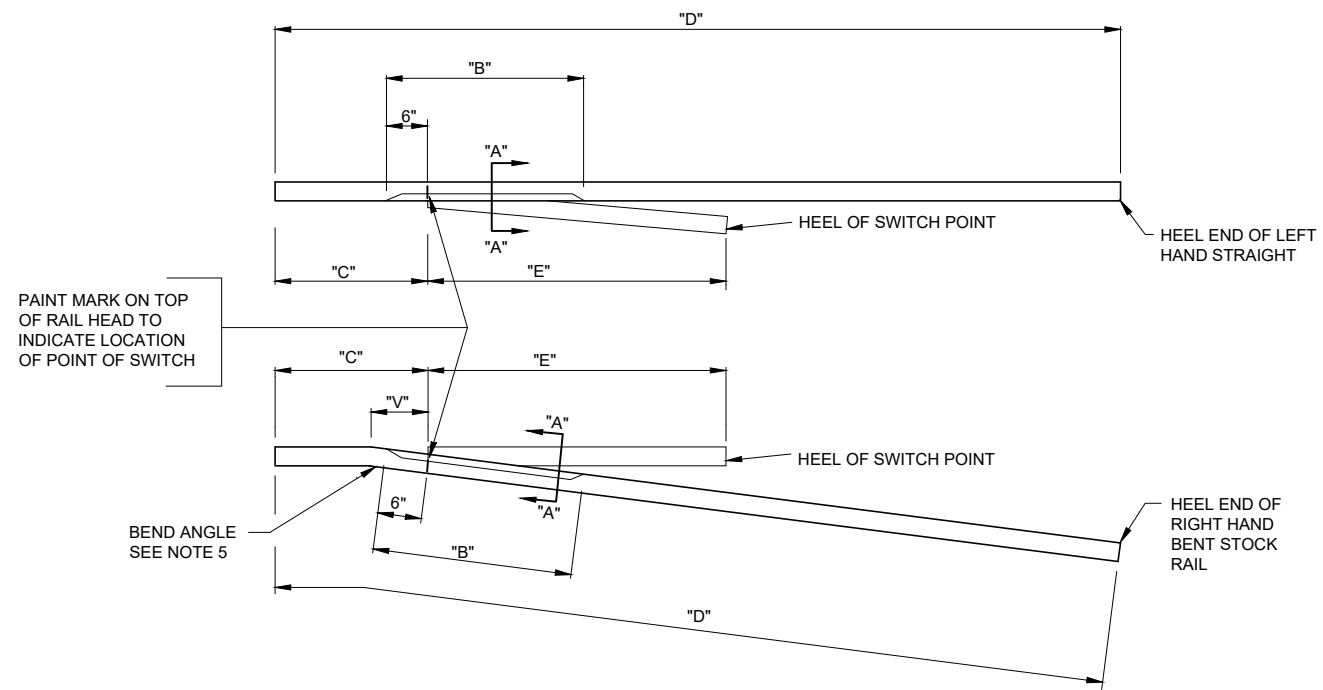 "D"
"B"
6"
"A"
"A"
HEEL OF SWITCH POINT
HEEL END OF LEFT
HAND STRAIGHT
"C"
"E"
PAINT MARK ON TOP
OF RAIL HEAD TO
INDICATE LOCATION
OF POINT OF SWITCH
"C"
"E"
"V"
"A"
HEEL OF SWITCH POINT
6"
"A"
HEEL END OF
RIGHT HAND
BENT STOCK
RAIL
BEND ANGLE
SEE NOTE 5
"B"
"D"